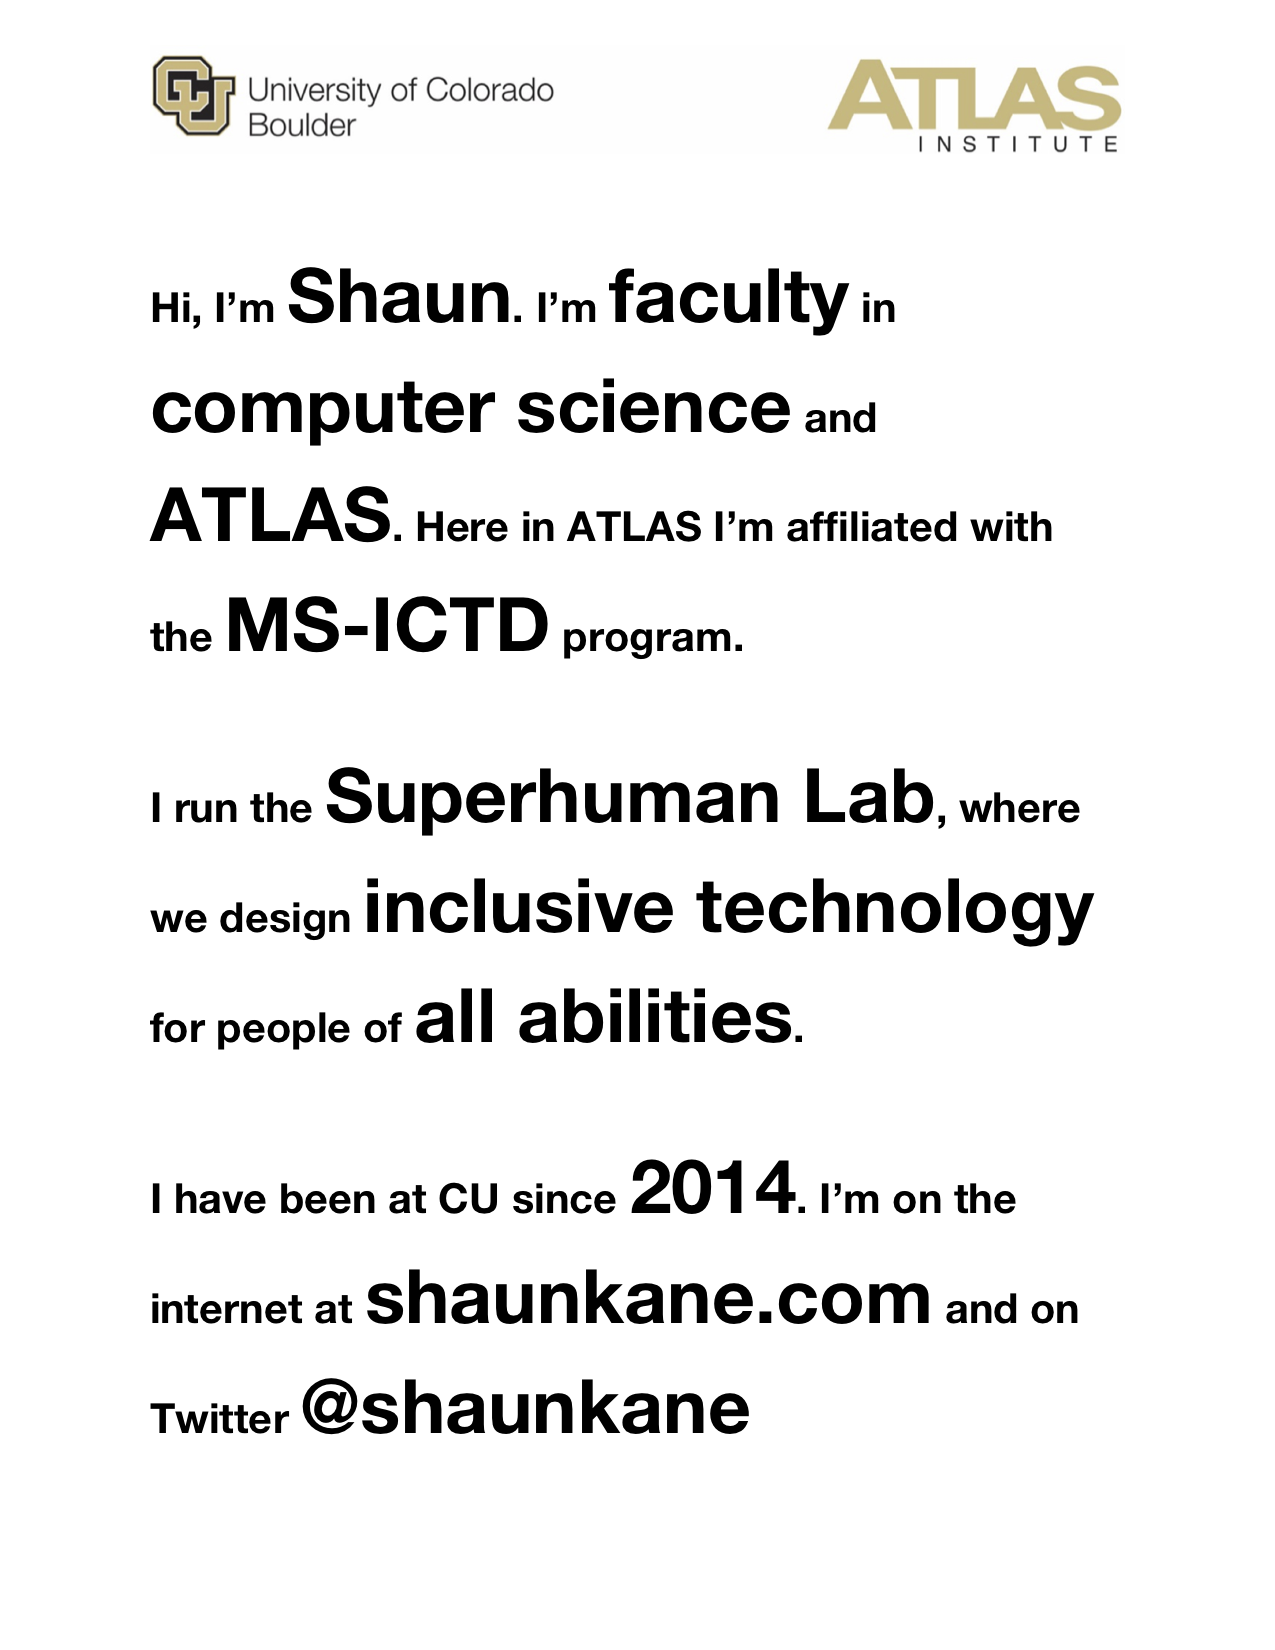 University of Colorado
Boulder
ATLAS
INSTITUTE
Hi, I’m Shaun. I’m faculty in
computer science and
ATLAS. Here in ATLAS I’m affiliated with
the MS-ICTD program.
I run the Superhuman Lab, where
we design inclusive technology
for people of all abilities.
I have been at CU since 2014. I’m on the
internet at shaunkane.com and on
Twitter @shaunkane